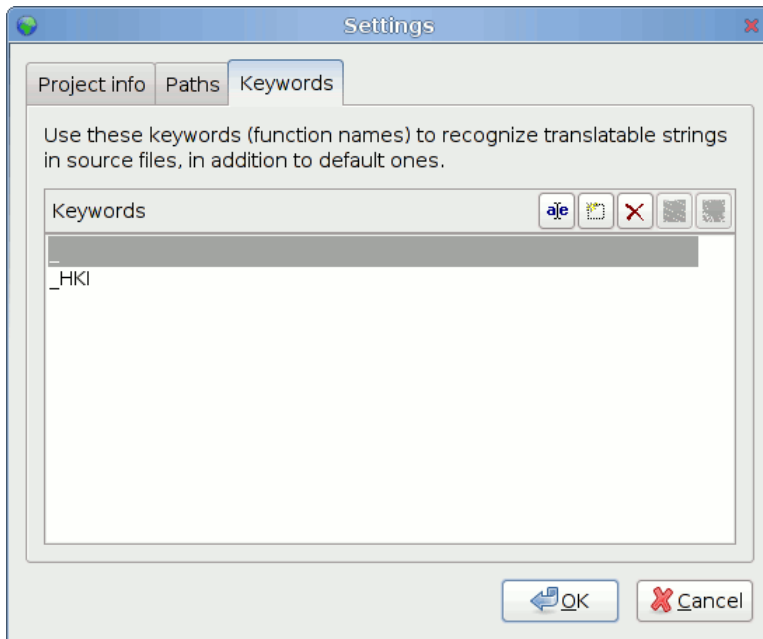 Settings
Project info Paths Keywords
Use these keywords (function names) to recognize translatable strings
in source files, in addition to default ones.
Keywords
_
_HKI
OK Cancel